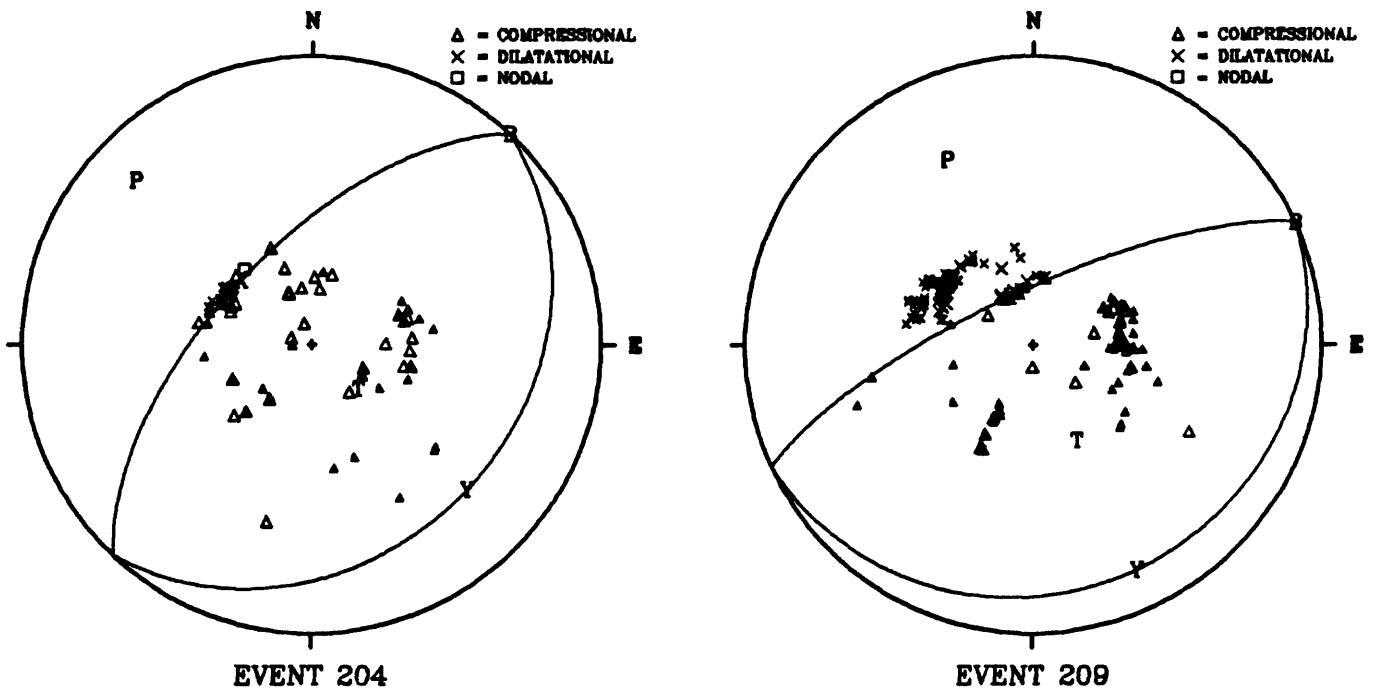 N
△ = COMPRESSIONAL
× = DILATATIONAL
□ = NODAL
B
P
E
T
Y
EVENT 204
N
△ = COMPRESSIONAL
× = DILATATIONAL
□ = NODAL
P
B
E
T
Y
EVENT 209